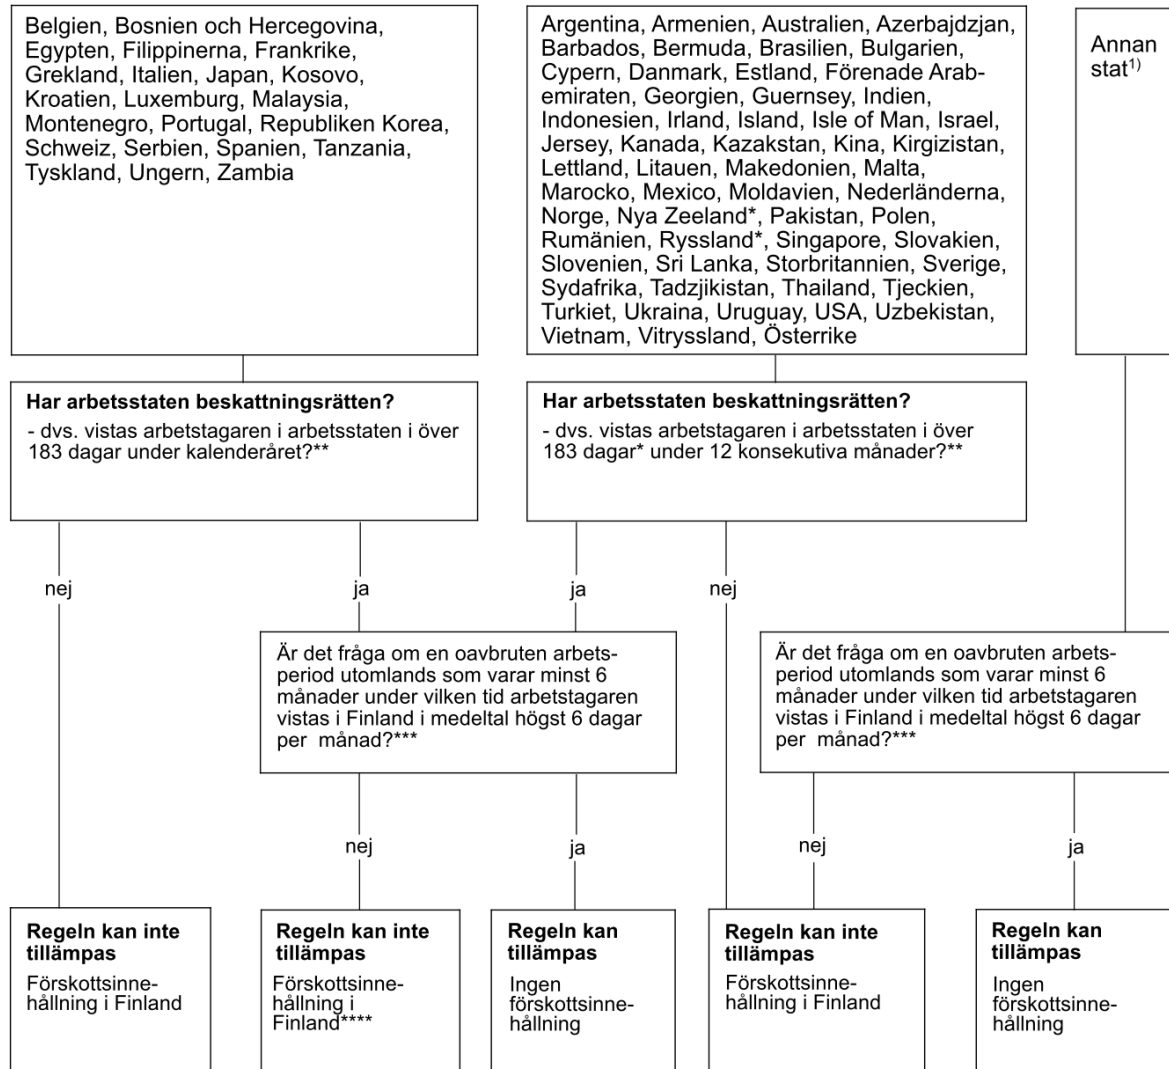 Belgien, Bosnien och Hercegovina,
Egypten, Filippinerna, Frankrike,
Grekland, Italien, Japan, Kosovo,
Kroatien, Luxemburg, Malaysia,
Montenegro, Portugal, Republiken Korea,
Schweiz, Serbien, Spanien, Tanzania,
Tyskland, Ungern, Zambia
Argentina, Armenien, Australien, Azerbajdzjan,
Barbados, Bermuda, Brasilien, Bulgarien,
Cypern, Danmark, Estland, Förenade Arab-
emiraten, Georgien, Guernsey, Indien,
Indonesien, Irland, Island, Isle of Man, Israel,
Jersey, Kanada, Kazakstan, Kina, Kirgizistan,
Lettland, Litauen, Makedonien, Malta,
Marocko, Mexico, Moldavien, Nederländerna,
Norge, Nya Zeeland*, Pakistan, Polen,
Rumänien, Ryssland*, Singapore, Slovakien,
Slovenien, Sri Lanka, Storbritannien, Sverige,
Sydafrika, Tadzjikistan, Thailand, Tjeckien,
Turkiet, Ukraina, Uruguay, USA, Uzbekistan,
Vietnam, Vitryssland, Österrike
Annan
stat¹⁾
Har arbetsstaten beskattningsrätten?
- dvs. vistas arbetstagaren i arbetsstaten i över
183 dagar under kalenderåret?**
Har arbetsstaten beskattningsrätten?
- dvs. vistas arbetstagaren i arbetsstaten i över
183 dagar* under 12 konsekutiva månader?**
nej
ja
ja
nej
Är det fråga om en oavbruten arbets-
period utomlands som varar minst 6
månader under vilken tid arbetstagaren
vistas i Finland i medeltal högst 6 dagar
per månad?***
Är det fråga om en oavbruten arbets-
period utomlands som varar minst 6
månader under vilken tid arbetstagaren
vistas i Finland i medeltal högst 6 dagar
per månad?***
nej
ja
nej
ja
Regeln kan inte
tillämpas
Förskottsinne-
hållning i Finland
Regeln kan inte
tillämpas
Förskottsinne-
hållning i
Finland****
Regeln kan
tillämpas
Ingen
förskottsinne-
hållning
Regeln kan inte
tillämpas
Förskottsinne-
hållning i Finland
Regeln kan
tillämpas
Ingen
förskottsinne-
hållning